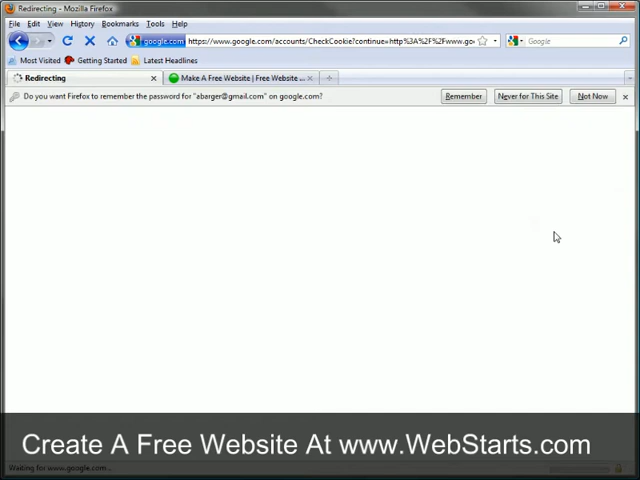 Redirecting - Mozilla Firefox
File Edit View History Bookmarks Tools Help
google.com https://www.google.com/accounts/CheckCookie?continue=http%3A%2F%2Fwww.goo Google
Most Visited Getting Started Latest Headlines
Redirecting Make A Free Website | Free Website ...
Do you want Firefox to remember the password for "abarger@gmail.com" on google.com? Remember Never for This Site Not Now
Create A Free Website At www.WebStarts.com
Waiting for www.google.com...